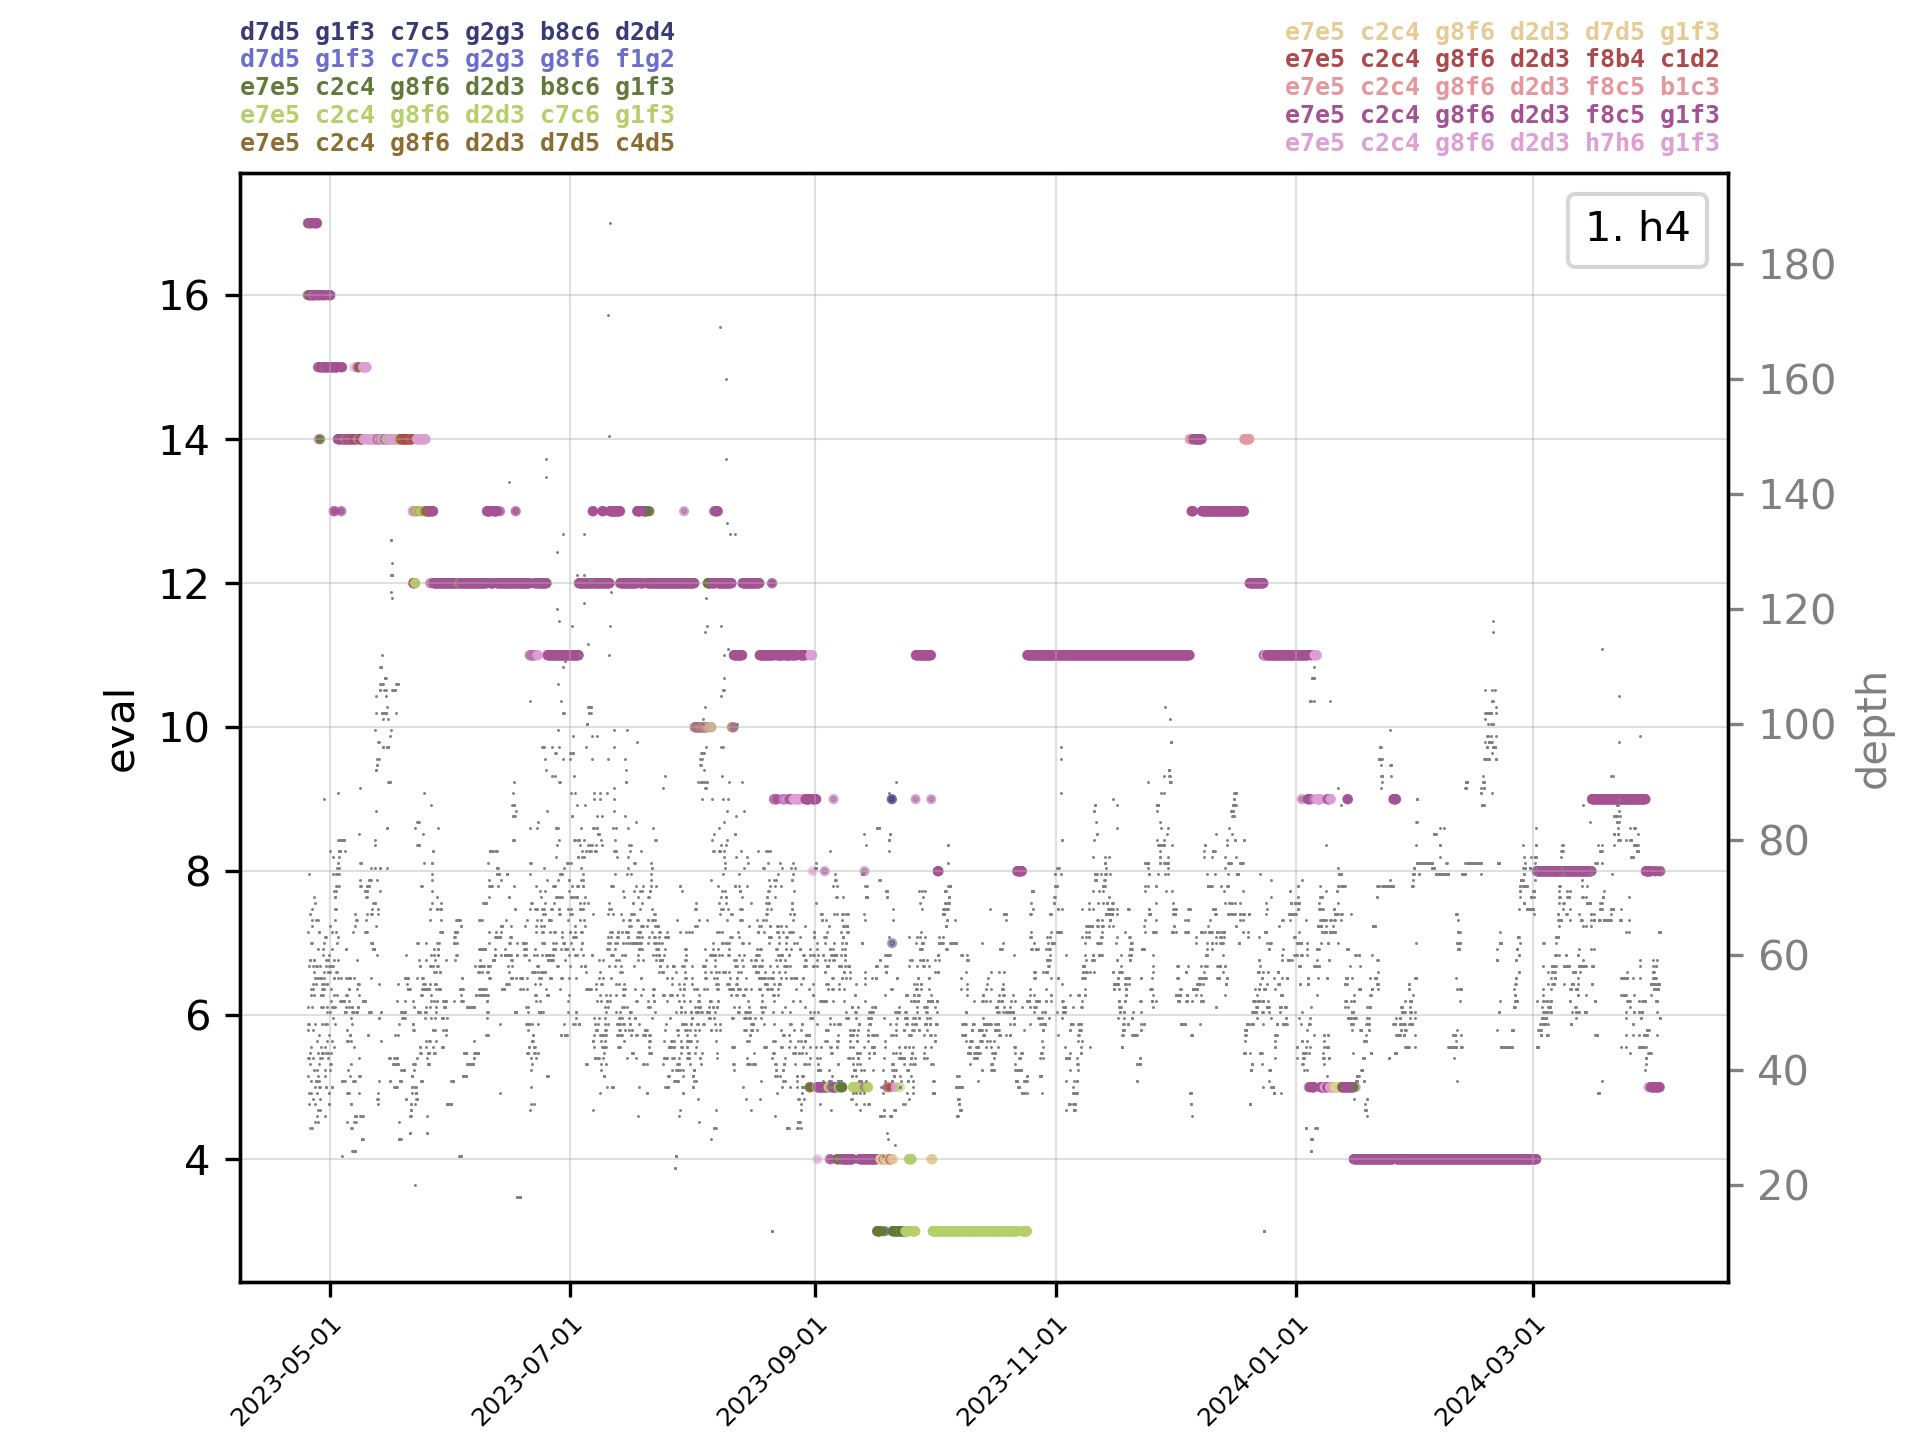 d7d5 g1f3 c7c5 g2g3 b8c6 d2d4
d7d5 g1f3 c7c5 g2g3 g8f6 f1g2
e7e5 c2c4 g8f6 d2d3 b8c6 g1f3
e7e5 c2c4 g8f6 d2d3 c7c6 g1f3
e7e5 c2c4 g8f6 d2d3 d7d5 c4d5
e7e5 c2c4 g8f6 d2d3 d7d5 g1f3
e7e5 c2c4 g8f6 d2d3 f8b4 c1d2
e7e5 c2c4 g8f6 d2d3 f8c5 b1c3
e7e5 c2c4 g8f6 d2d3 f8c5 g1f3
e7e5 c2c4 g8f6 d2d3 h7h6 g1f3
1. h4
eval
16
14
12
10
8
6
4
depth
180
160
140
120
100
80
60
40
20
2023-05-01
2023-07-01
2023-09-01
2023-11-01
2024-01-01
2024-03-01